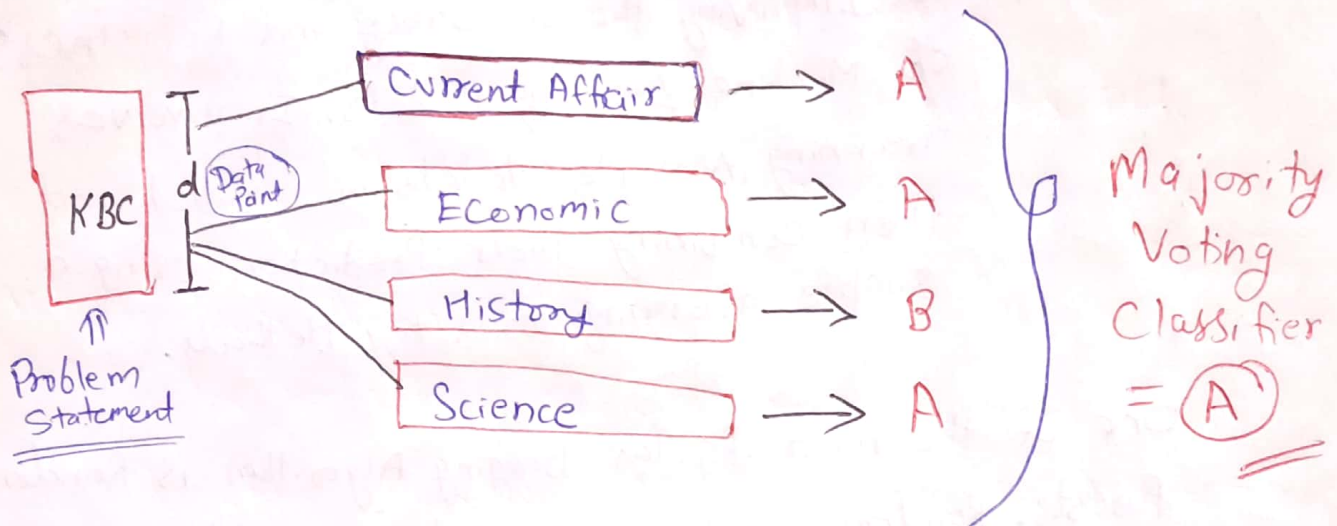 Current Affair → A
KBC
d
Data
Point
Economic → A
History → B
Science → A
⇑
Problem
Statement
Majority
Voting
Classifier
= A